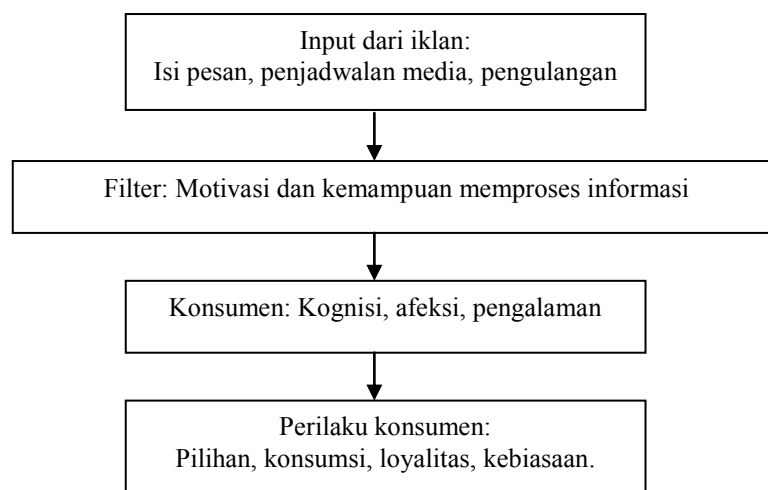 Input dari iklan:
Isi pesan, penjadwalan media, pengulangan
Filter: Motivasi dan kemampuan memproses informasi
Konsumen: Kognisi, afeksi, pengalaman
Perilaku konsumen:
Pilihan, konsumsi, loyalitas, kebiasaan.